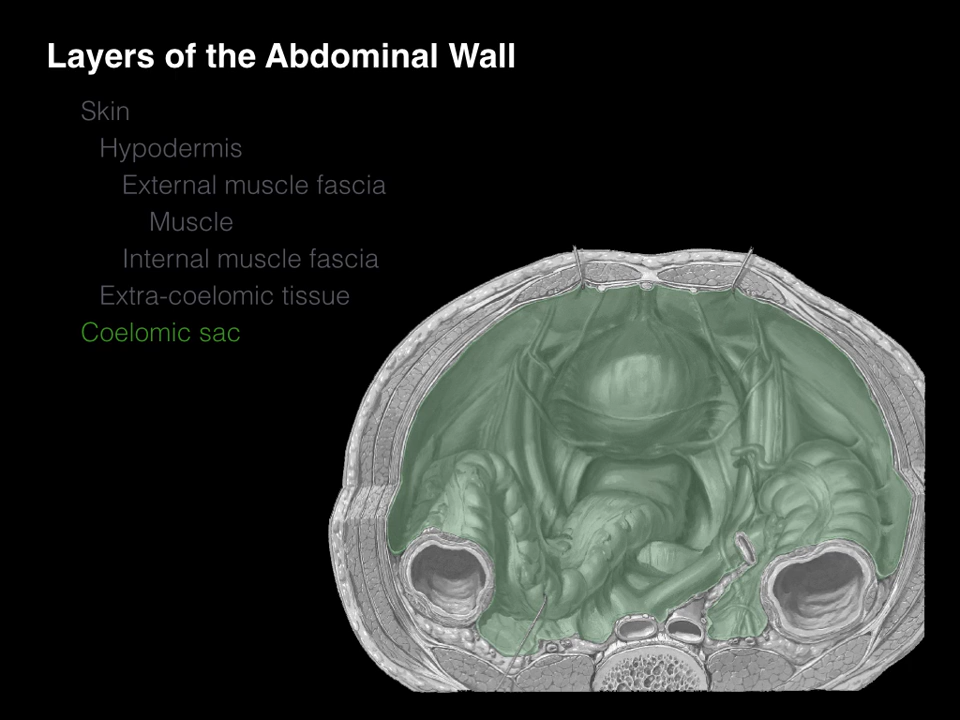 Layers of the Abdominal Wall
Skin
Hypodermis
External muscle fascia
Muscle
Internal muscle fascia
Extra-coelomic tissue
Coelomic sac